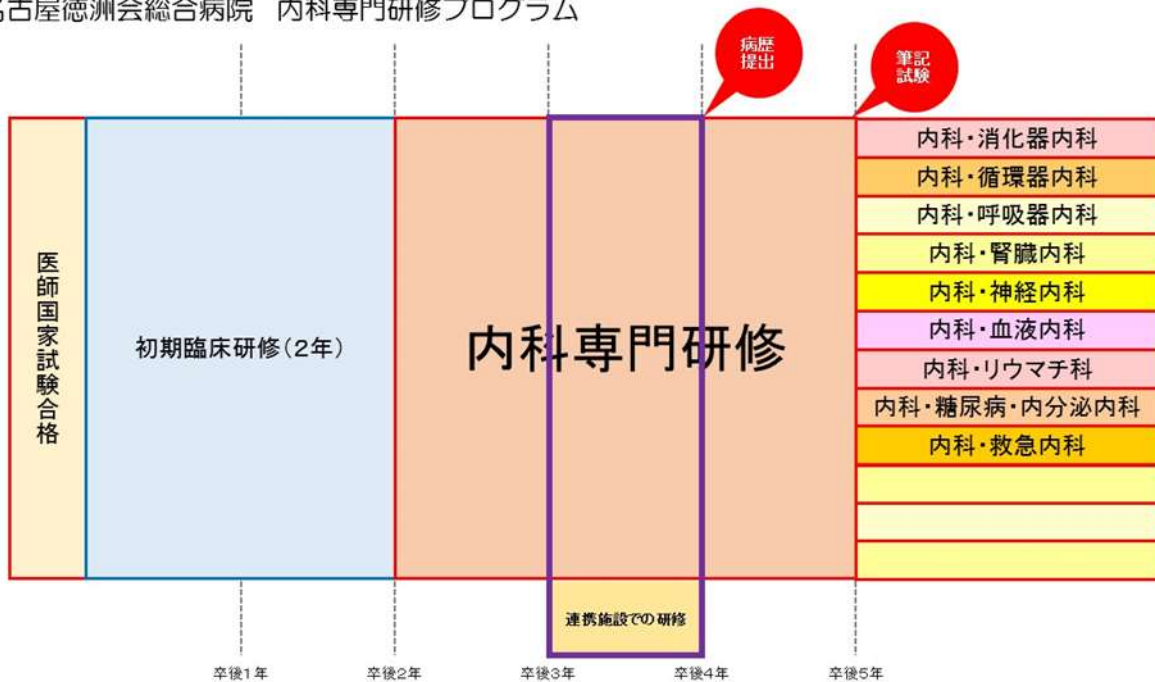 名古屋徳洲会総合病院 内科専門研修プログラム
病歴
提出
筆記
試験
医師国家試験合格
初期臨床研修(2年)
内科専門研修
内科・消化器内科
内科・循環器内科
内科・呼吸器内科
内科・腎臓内科
内科・神経内科
内科・血液内科
内科・リウマチ科
内科・糖尿病・内分泌内科
内科・救急内科
連携施設での研修
卒後1年
卒後2年
卒後3年
卒後4年
卒後5年